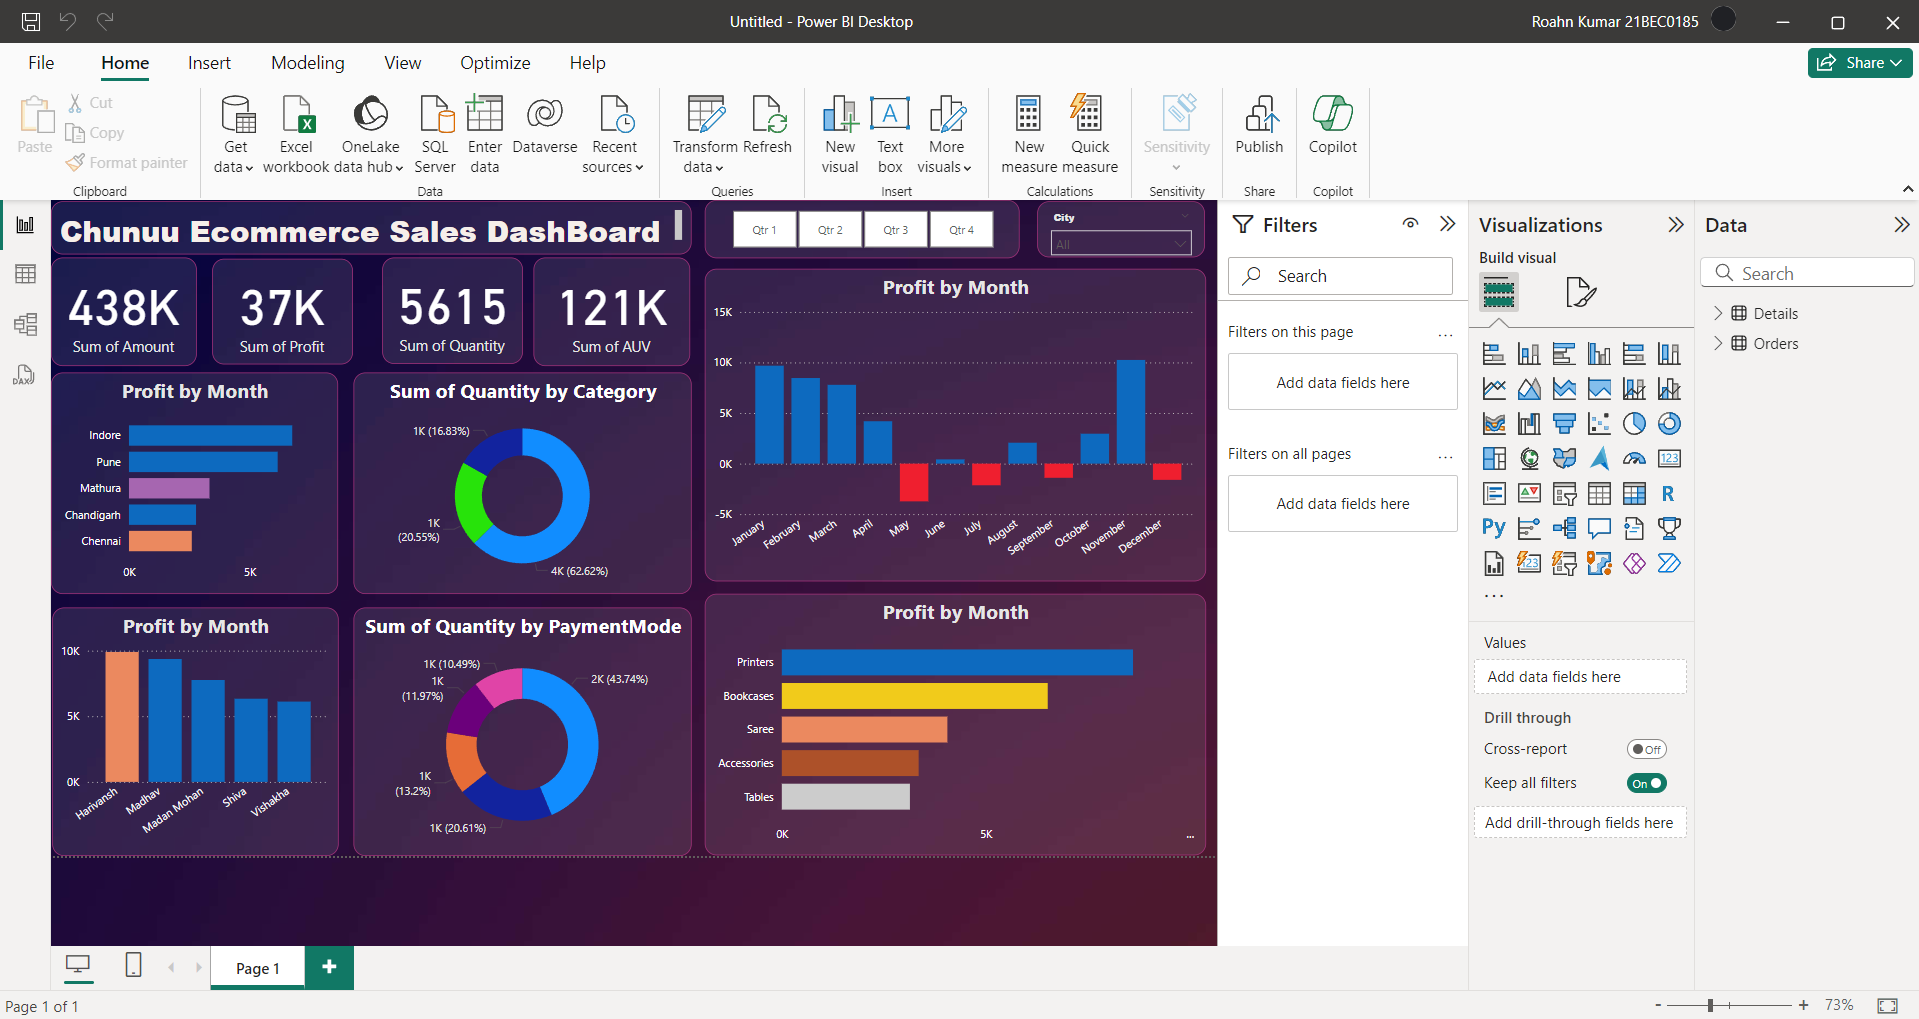 Untitled - Power BI Desktop
Roahn Kumar 21BEC0185
File
Home
Insert
Modeling
View
Optimize
Help
Share
Paste
Cut
Copy
Format painter
Clipboard
Get data
Excel workbook
OneLake data hub
SQL Server
Enter data
Dataverse
Recent sources
Data
Transform data
Refresh
Queries
New visual
Text box
More visuals
Insert
New measure
Quick measure
Calculations
Sensitivity
Sensitivity
Publish
Share
Copilot
Copilot
Chunuu Ecommerce Sales DashBoard
Qtr 1
Qtr 2
Qtr 3
Qtr 4
City
All
438K
Sum of Amount
37K
Sum of Profit
5615
Sum of Quantity
121K
Sum of AUV
Profit by Month
Indore
Pune
Mathura
Chandigarh
Chennai
0K
5K
Sum of Quantity by Category
1K (16.83%)
1K
(20.55%)
4K (62.62%)
Profit by Month
15K
10K
5K
0K
-5K
January
February
March
April
May
June
July
August
September
October
November
December
Profit by Month
10K
5K
0K
Harivansh
Madhav
Madan Mohan
Shiva
Vishakha
Sum of Quantity by PaymentMode
1K (10.49%)
1K
(11.97%)
1K
(13.2%)
1K (20.61%)
2K (43.74%)
Profit by Month
Printers
Bookcases
Saree
Accessories
Tables
0K
5K
...
Filters
Search
Filters on this page
...
Add data fields here
Filters on all pages
...
Add data fields here
Visualizations
Build visual
123
R
Py
123
...
Values
Add data fields here
Drill through
Cross-report
Off
Keep all filters
On
Add drill-through fields here
Data
Search
Details
Orders
DAX
Page 1
+
Page 1 of 1
-
+
73%